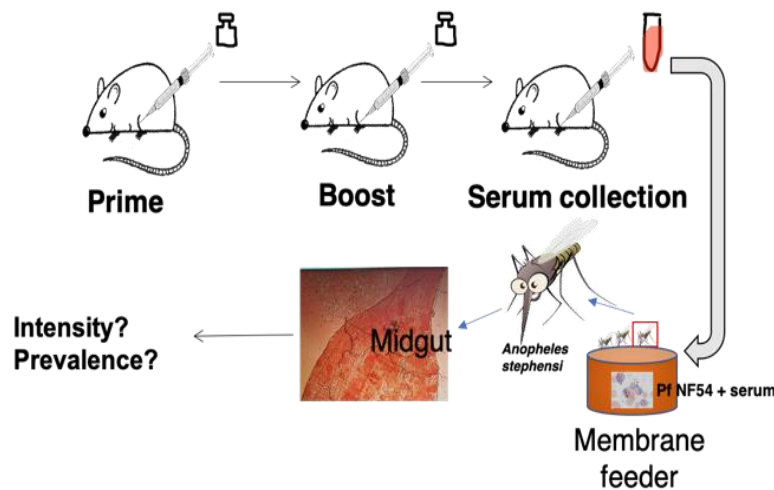 Prime
Boost
Serum collection
Intensity?
Prevalence?
Midgut
Anopheles
stephensi
Pf NF54 + serum
Membrane
feeder